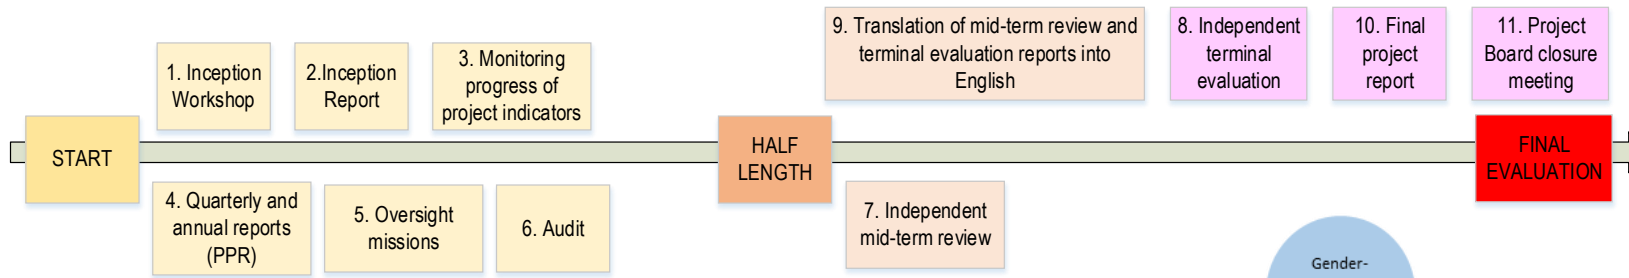 9. Translation of mid-term review and
terminal evaluation reports into
English
8. Independent
terminal
evaluation
10. Final
project
report
11. Project
Board closure
meeting
1. Inception
Workshop
2.Inception
Report
3. Monitoring
progress of
project indicators
START
HALF
LENGTH
FINAL
EVALUATION
4. Quarterly and
annual reports
(PPR)
5. Oversight
missions
6. Audit
7. Independent
mid-term review
Gender-